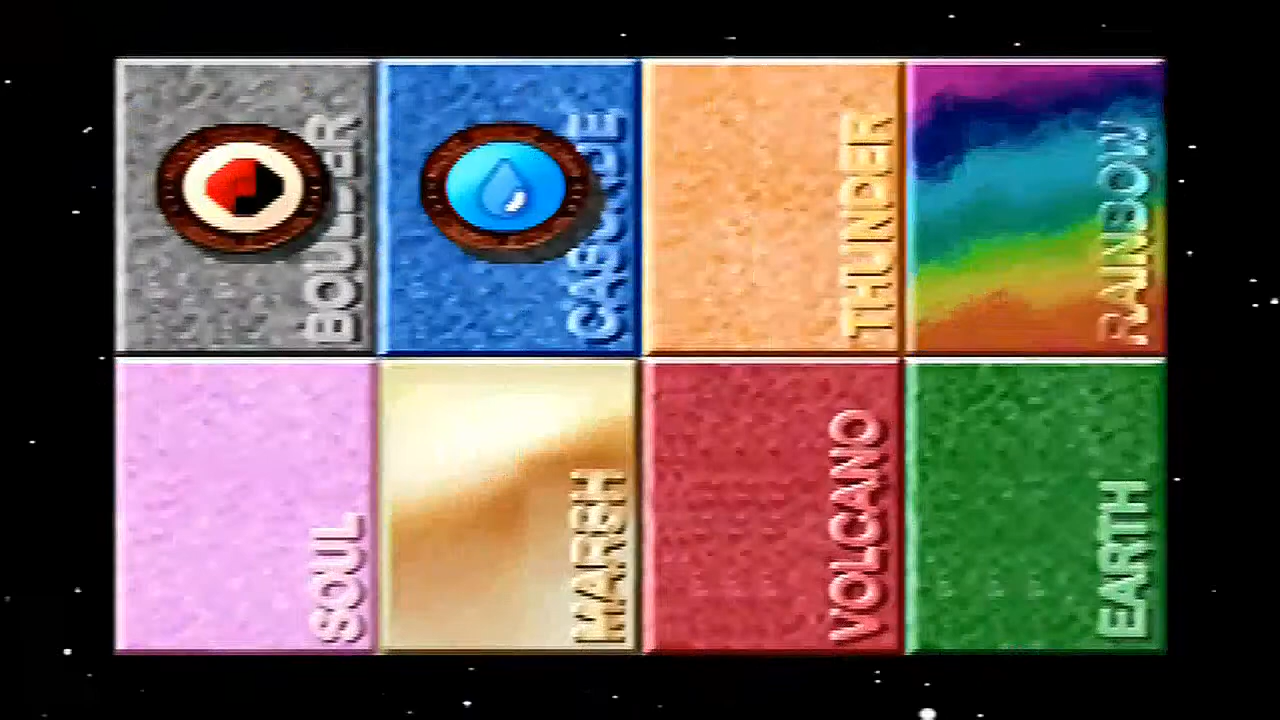 BOULDER
CASCADE
THUNDER
RAINBOW
SOUL
MARSH
VOLCANO
EARTH